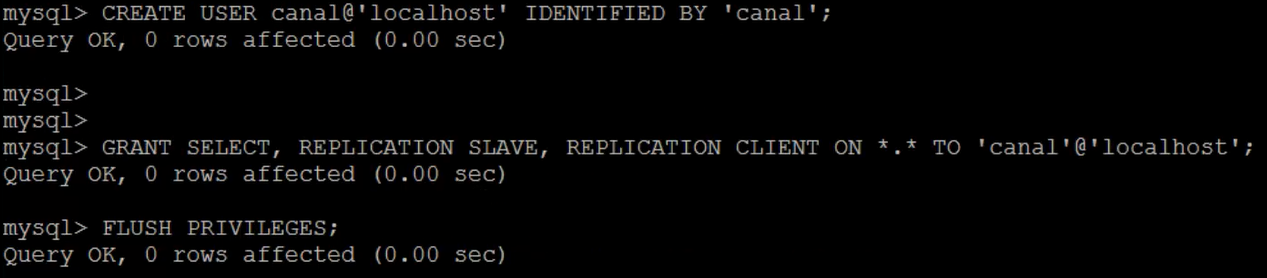 mysql> CREATE USER canal@'localhost' IDENTIFIED BY 'canal';
Query OK, 0 rows affected (0.00 sec)
mysql>
mysql>
mysql> GRANT SELECT, REPLICATION SLAVE, REPLICATION CLIENT ON *.* TO 'canal'@'localhost';
Query OK, 0 rows affected (0.00 sec)
mysql> FLUSH PRIVILEGES;
Query OK, 0 rows affected (0.00 sec)